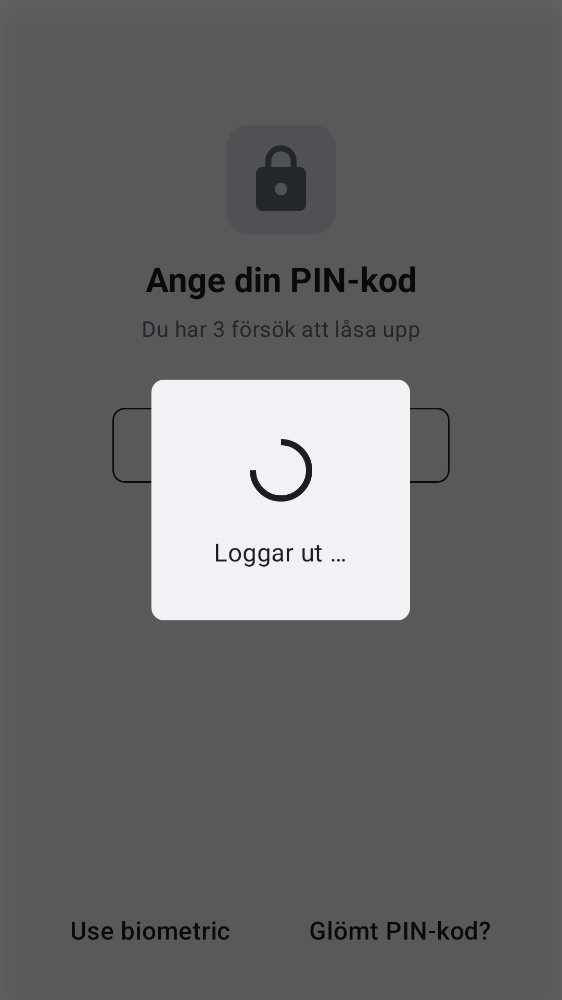 Ange din PIN-kod
Du har 3 försök att låsa upp
Loggar ut …
Use biometric
Glömt PIN-kod?